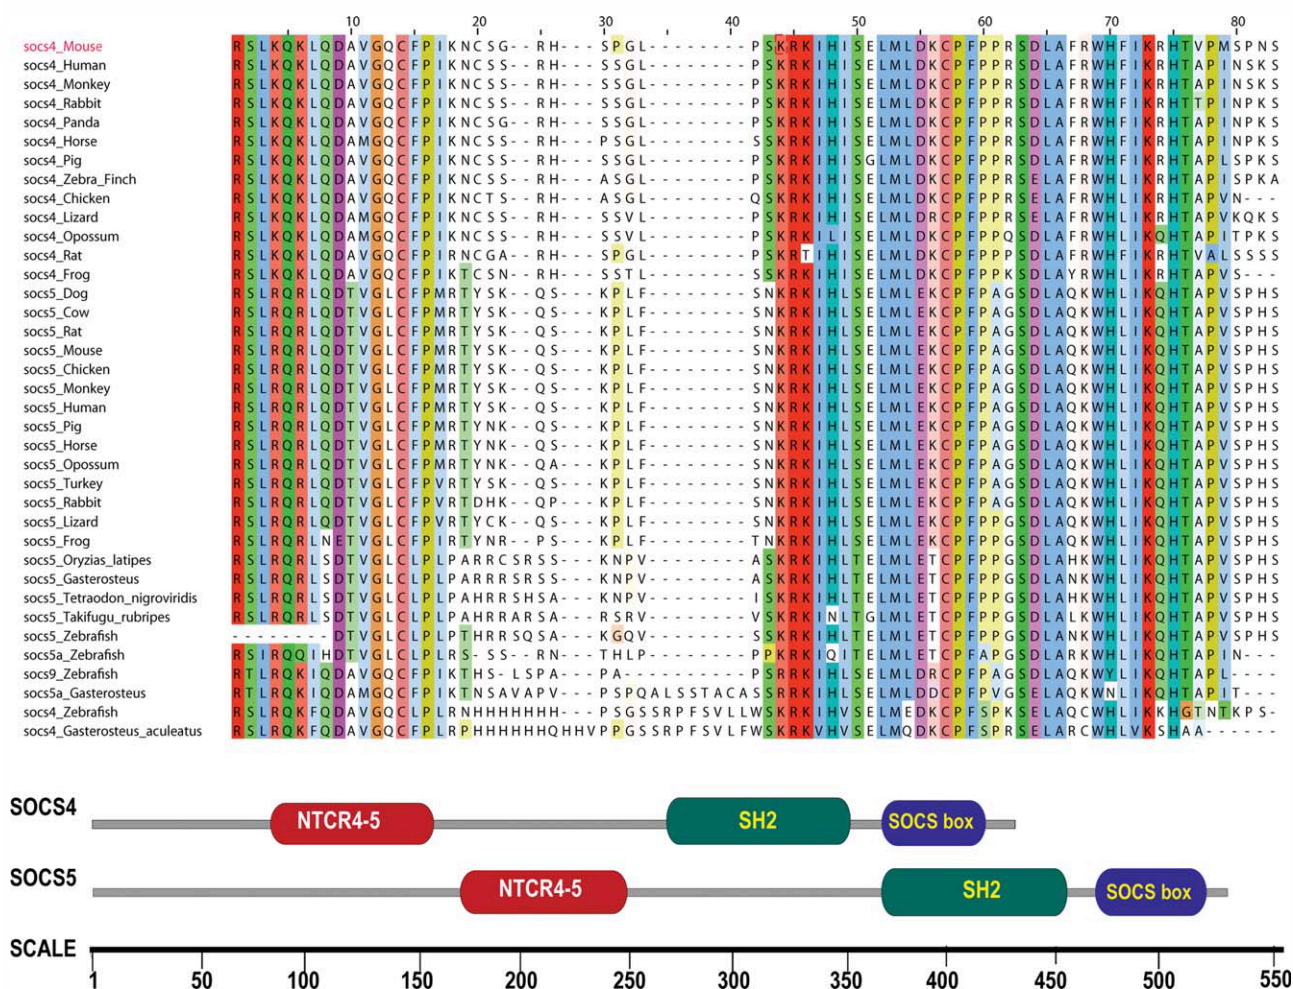 10 20 30 40 50 60 70 80
socs4_Mouse RSLKQKLQDAVGQCFPIKNCSG--RH---SPGL--------PSKRKIHISELMLDKCPFPPRSDLAFRWHFIKRHTVPMSPNS
socs4_Human RSLKQKLQDAVGQCFPIKNCSS--RH---SSGL--------PSKRKIHISELMLDKCPFPPRSDLAFRWHFIKRHTAPINSKS
socs4_Monkey RSLKQKLQDAVGQCFPIKNCSS--RH---SSGL--------PSKRKIHISELMLDKCPFPPRSDLAFRWHFIKRHTAPINSKS
socs4_Rabbit RSLKQKLQDAVGQCFPIKNCSG--RH---SSGL--------PSKRKIHISELMLDKCPFPPRSDLAFRWHFIKRHTTPINPKS
socs4_Panda RSLKQKLQDAVGQCFPIKNCSG--RH---SSGL--------PSKRKIHISELMLDKCPFPPRSDLAFRWHFIKRHTAPINPKS
socs4_Horse RSLKQKLQDAMGQCFPIKNCSS--RH---PSGL--------SSKRKIHISELMLDKCPFPPRSDLAFRWHFIKRHTAPINPKS
socs4_Pig RSLKQKLQDAVGQCFPIKNCSS--RH---SSGL--------PSKRKIHISGLMLDKCPFPPRSDLAFRWHFIKRHTAPLSPKS
socs4_Zebra_Finch RSLKQKLQDAVGQCFPIKNCSS--RH---ASGL--------PSKRKIHISELMLDKCPFPPRSELAFRWHLIKRHTAPISPKA
socs4_Chicken RSLKQKLQDAVGQCFPIKNCTS--RH---ASGL--------QSKRKIHISELMLDKCPFPPRSELAFRWHLIKRHTAPVN---
socs4_Lizard RSLKQKLQDAMGQCFPIKNCSS--RH---SSVL--------PSKRKIHISELMLDRCPFPPRSELAFRWHLIKRHTAPVKQKS
socs4_Opossum RSLKQKLQDAMGQCFPIKNCSS--RH---SSVL--------PSKRKILISELMLDKCPFPPQSDLAFRWHLIKQHTAPITPKS
socs4_Rat RSLKQKLQDAVGQCFPIRNCGA--RH---SPGL--------PSKRTIHISELMLDKCPFPPRSDLAFRWHFIKRHTVALSSSS
socs4_Frog RSLKQKLQDAVGQCFPIKTCSN--RH---SSTL--------SSKRKIHISELMLDKCPFPPKSDLAYRWHFIKRHTAPVS---
socs5_Dog RSLRQRLQDTVGLCFPMRTYSK--QS---KPLF--------SNKRKIHLSELMLEKCPFPAGSDLAQKWHLIKQHTAPVSPHS
socs5_Cow RSLRQRLQDTVGLCFPMRTYSK--QS---KPLF--------SNKRKIHLSELMLEKCPFPAGSDLAQKWHLIKQHTAPVSPHS
socs5_Rat RSLRQRLQDTVGLCFPMRTYSK--QS---KPLF--------SNKRKIHLSELMLEKCPFPAGSDLAQKWHLIKQHTAPVSPHS
socs5_Mouse RSLRQRLQDTVGLCFPMRTYSK--QS---KPLF--------SNKRKIHLSELMLEKCPFPAGSDLAQKWHLIKQHTAPVSPHS
socs5_Chicken RSLRQRLQDTVGLCFPMRTYSK--QS---KPLF--------SNKRKIHLSELMLEKCPFPAGSDLAQKWHLIKQHTAPVSPHS
socs5_Monkey RSLRQRLQDTVGLCFPMRTYSK--QS---KPLF--------SNKRKIHLSELMLEKCPFPAGSDLAQKWHLIKQHTAPVSPHS
socs5_Human RSLRQRLQDTVGLCFPMRTYSK--QS---KPLF--------SNKRKIHLSELMLEKCPFPAGSDLAQKWHLIKQHTAPVSPHS
socs5_Pig RSLRQRLQDTVGLCFPMRTYSK--QS---KPLF--------SNKRKIHLSELMLEKCPFPAGSDLAQKWHLIKQHTAPVSPHS
socs5_Horse RSLRQRLQDTVGLCFPMRTYNK--QS---KPLF--------SNKRKIHLSELMLEKCPFPAGSDLAQKWHLIKQHTAPVSPHS
socs5_Opossum RSLRQRLQDTVGLCFPMRTYNK--QA---KPLF--------SNKRKIHLSELMLEKCPFPAGSDLAQKWHLIKQHTAPVSPHS
socs5_Turkey RSLRQRLQDTVGLCFPVRTYSK--QS---KPLF--------SNKRKIHLSELMLEKCPFPAGSDLAQKWHLIKQHTAPVSPHS
socs5_Rabbit RSLRQRLQDTVGLCFPVRTDHK--QP---KPLF--------SNKRKIHLSELMLEKCPFPAGSDLAQKWHLIKQHTAPVSPHS
socs5_Lizard RSLRQRLQDTVGLCFPVRTYCK--QS---KPLF--------SNKRKIHLSELMLEKCPFPPGSDLAQKWHLIKQHTAPVSPHS
socs5_Frog RSLRQRLNETVGLCFPIRTYNR--PS---KPLF--------TNKRKIHLSELMLEKCPFPPGSDLAQKWHLIKQHTAPVSPHS
socs5_Oryzias_latipes RSLRQRLSDTVGLCLPLPARRCSRSS---KNPV--------ASKRKIHLTELMLETCPFPPGSDLAHKWHLIKQHTAPVSPHS
socs5_Gasterosteus RSLRQRLSDTVGLCLPLPARRRSRSS---KNPV--------ASKRKIHLTELMLETCPFPPGSDLANKWHLIKQHTAPVSPHS
socs5_Tetraodon_nigroviridis RSLRQRLSDTVGLCLPLPAHRRSHSA---KNPV--------ISKRKIHLTELMLETCPFPPGSDLAHKWHLIKQHTAPVSPHS
socs5_Takifugu_rubripes RSLRQRLSDTVGLCLPLPAHRRARSA---RSRV--------VSKRKINLTGLMLETCPFPPGSDLALKWHLIKQHTAPVSPHS
socs5_Zebrafish --------DTVGLCLPLPTHRRSQSA---KGQV--------SSKRKIHLTELMLETCPFPPGSDLANKWHLIKQHTAPVSPHS
socs5a_Zebrafish RSIRQQIHDTVGLCLPLRS-SS--RN---THLP--------PPKRKIQITELMLDTCPFAPGSDLAYKWHLIKQHTAPIN---
socs9_Zebrafish RTLRQKIQDAVGQCFPIKTHS-LSPA---PA----------PSRRKIHLSELMLDKCPFPAGSELAQKWYLIKQHTAPL----
socs5a_Gasterosteus RTLRQKIQDAMGQCFPIKTNSAVAPV---PSPQALSSTACASSRRKIHLSELMLDDCPFPVGSELAQKWNLIKQHTAPIT---
socs4_Zebrafish RSLRQKFQDAVGQCFPLRNHHHHHHH---PSGSSRPFSVLLWSKRKIHVSELMLEDKCPFSPKSELAQCWHLIKKHGTNTKPS-
socs4_Gasterosteus_aculeatus RSLRQKFQDAVGQCFPLRPHHHHHHQHHVPPGSSRPFSVLFWSKRKVHVSELMLQDKCPFSPRSELARCWHLVKSHAA------
SOCS4 NTCR4-5 SH2 SOCS box
SOCS5 NTCR4-5 SH2 SOCS box
SCALE
1 50 100 150 200 250 300 350 400 450 500 550